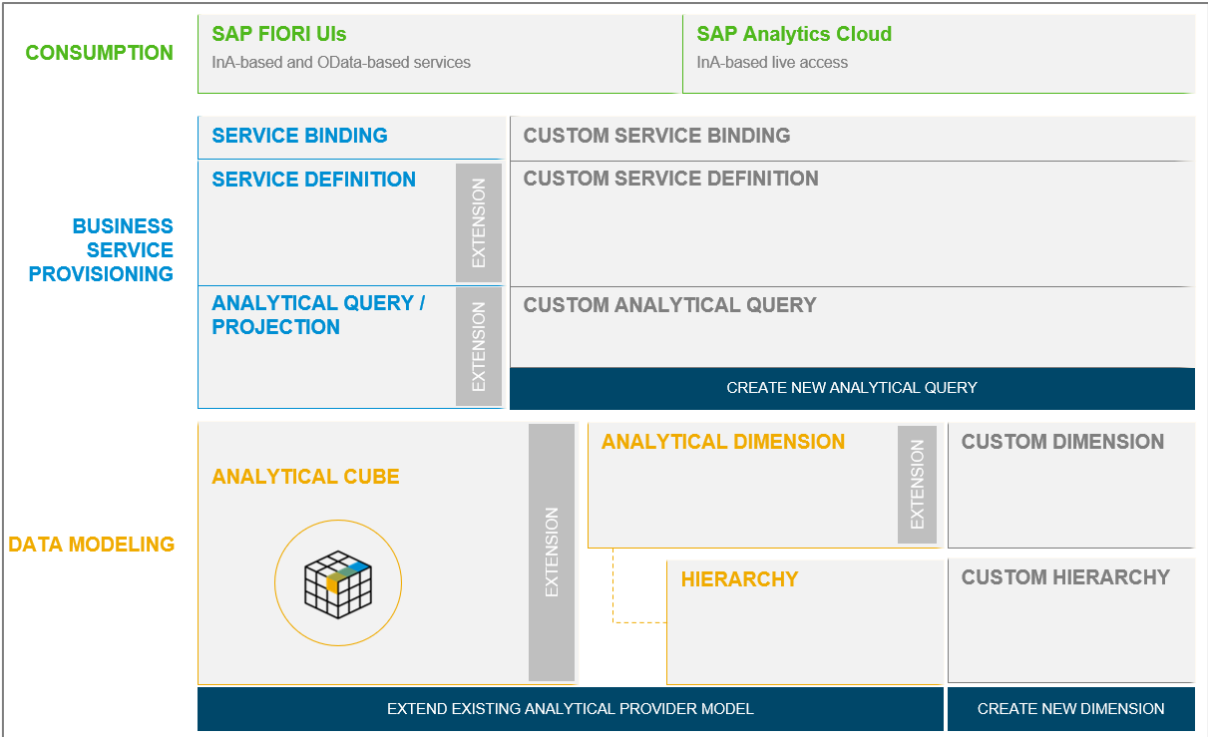 CONSUMPTION
SAP FIORI UIs
InA-based and OData-based services
SAP Analytics Cloud
InA-based live access
BUSINESS
SERVICE
PROVISIONING
SERVICE BINDING
CUSTOM SERVICE BINDING
SERVICE DEFINITION
EXTENSION
CUSTOM SERVICE DEFINITION
ANALYTICAL QUERY /
PROJECTION
EXTENSION
CUSTOM ANALYTICAL QUERY
CREATE NEW ANALYTICAL QUERY
DATA MODELING
ANALYTICAL CUBE
EXTENSION
ANALYTICAL DIMENSION
EXTENSION
CUSTOM DIMENSION
HIERARCHY
CUSTOM HIERARCHY
EXTEND EXISTING ANALYTICAL PROVIDER MODEL
CREATE NEW DIMENSION